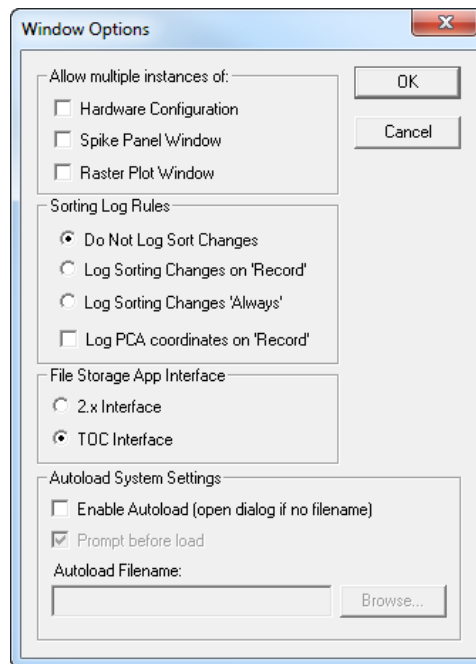 Window Options
Allow multiple instances of:
OK
Hardware Configuration
Cancel
Spike Panel Window
Raster Plot Window
Sorting Log Rules
Do Not Log Sort Changes
Log Sorting Changes on 'Record'
Log Sorting Changes 'Always'
Log PCA coordinates on 'Record'
File Storage App Interface
2.x Interface
TOC Interface
Autoload System Settings
Enable Autoload (open dialog if no filename)
Prompt before load
Autoload Filename:
Browse...